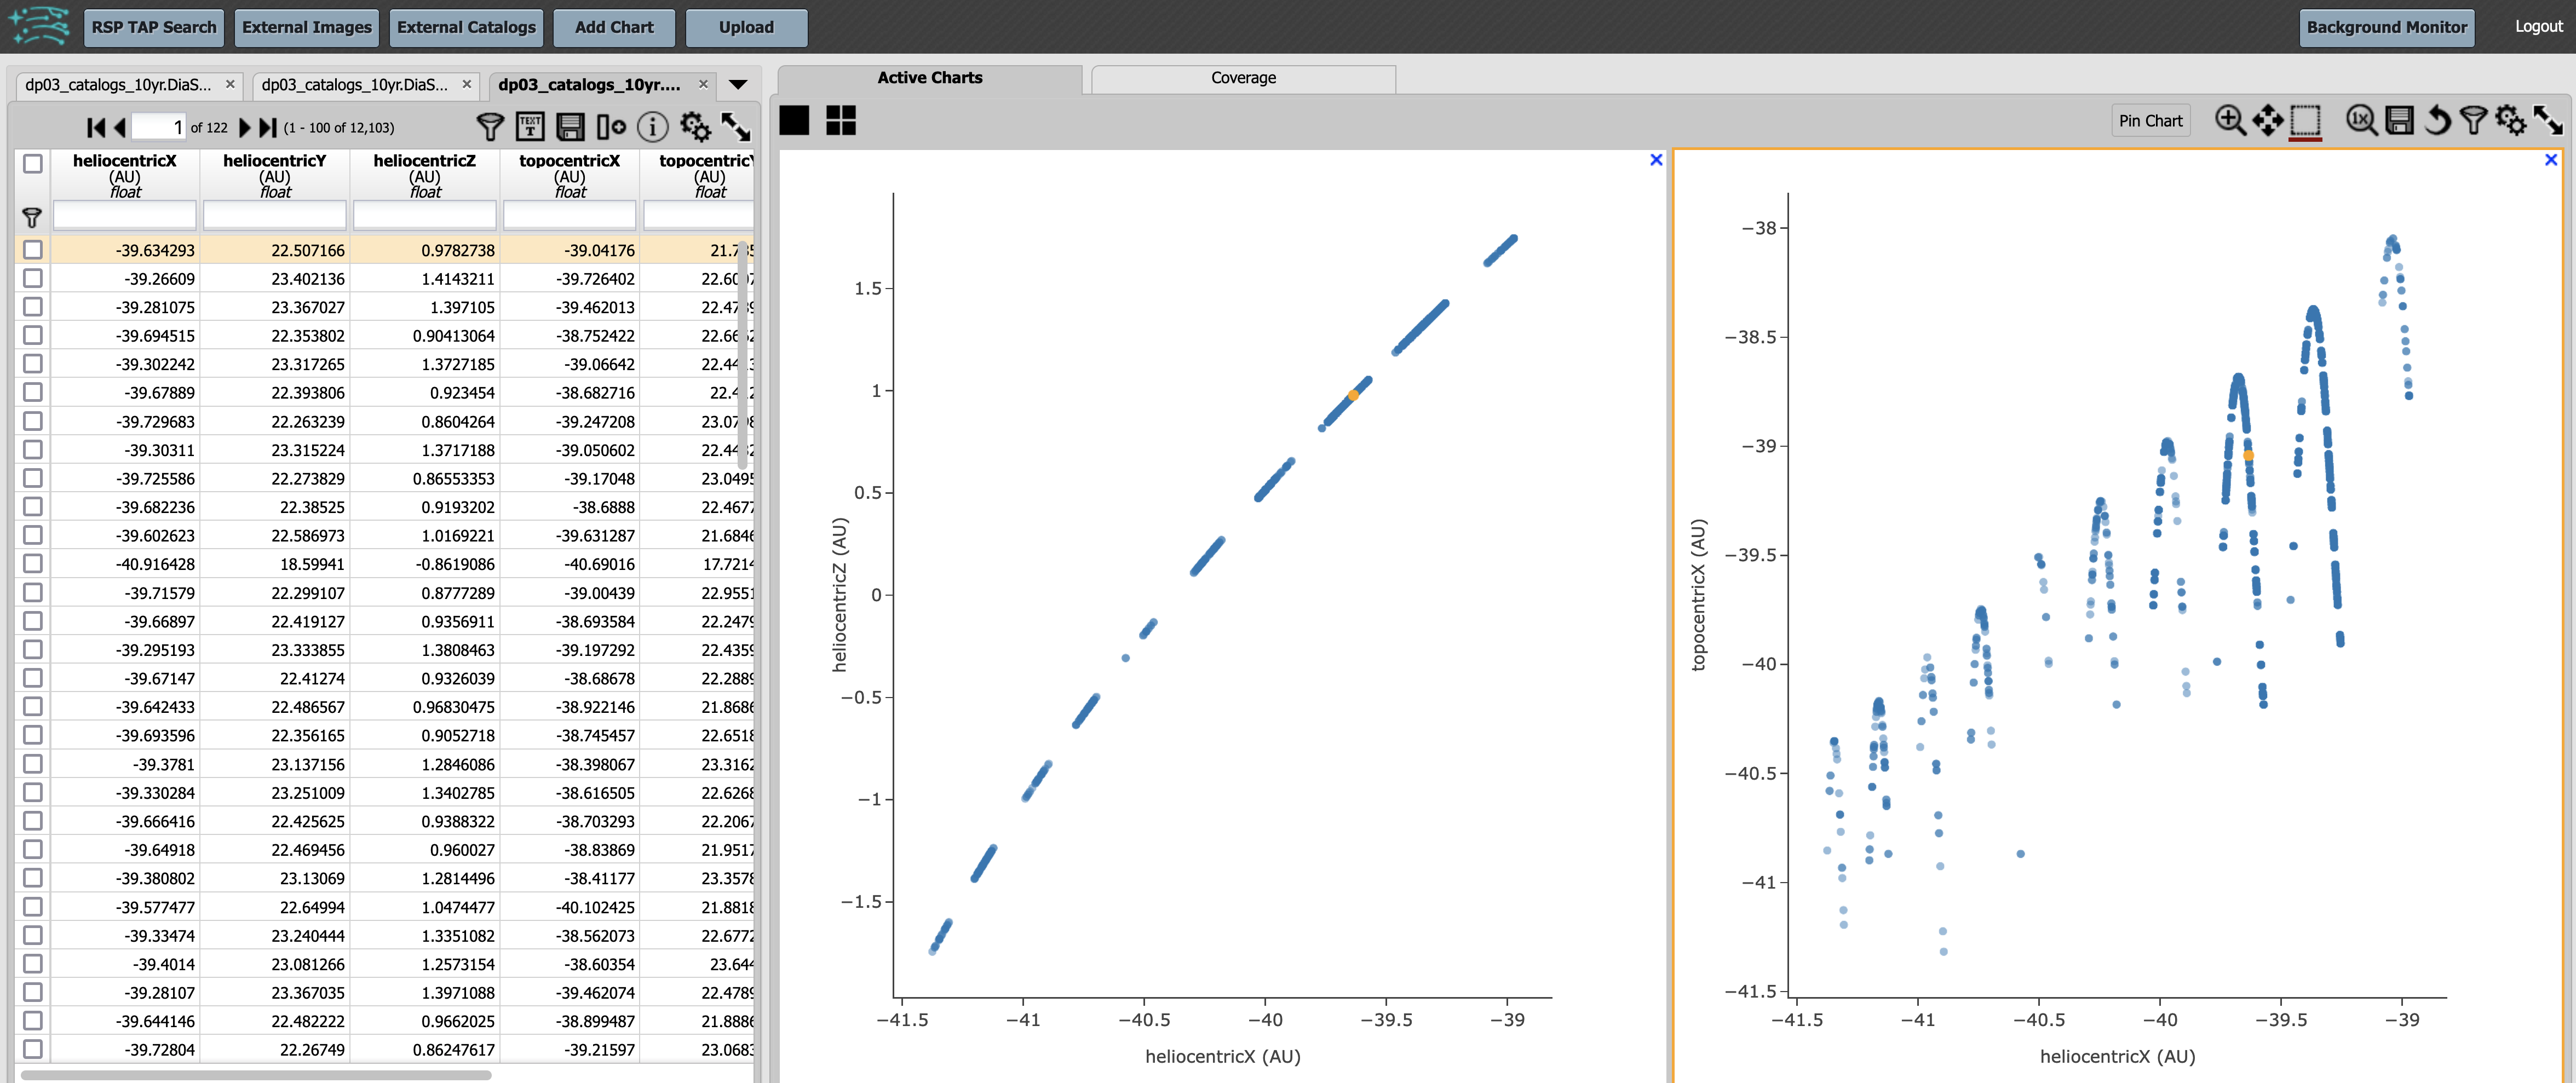 RSP TAP Search External Images External Catalogs Add Chart Upload Background Monitor Logout
dp03_catalogs_10yr.DiaS... × dp03_catalogs_10yr.DiaS... × dp03_catalogs_10yr.... ×
1 of 122 (1 - 100 of 12,103)
TEXT T
heliocentricX heliocentricY heliocentricZ topocentricX topocentricY
(AU) (AU) (AU) (AU) (AU)
float float float float float
-39.634293 22.507166 0.9782738 -39.04176
-39.26609 23.402136 1.4143211 -39.726402
-39.281075 23.367027 1.397105 -39.462013
-39.694515 22.353802 0.90413064 -38.752422
-39.302242 23.317265 1.3727185 -39.06642
-39.67889 22.393806 0.923454 -38.682716
-39.729683 22.263239 0.8604264 -39.247208
-39.30311 23.315224 1.3717188 -39.050602
-39.725586 22.273829 0.86553353 -39.17048 23.0495
-39.682236 22.38525 0.9193202 -38.6888 22.4677
-39.602623 22.586973 1.0169221 -39.631287 21.6846
-40.916428 18.59941 -0.8619086 -40.69016 17.7214
-39.71579 22.299107 0.8777289 -39.00439 22.9551
-39.66897 22.419127 0.9356911 -38.693584 22.2479
-39.295193 23.333855 1.3808463 -39.197292 22.4359
-39.67147 22.41274 0.9326039 -38.68678 22.2889
-39.642433 22.486567 0.96830475 -38.922146 21.8686
-39.693596 22.356165 0.9052718 -38.745457 22.6518
-39.3781 23.137156 1.2846086 -38.398067 23.3162
-39.330284 23.251009 1.3402785 -38.616505 22.6268
-39.666416 22.425625 0.9388322 -38.703293 22.2067
-39.64918 22.469456 0.960027 -38.83869 21.9517
-39.380802 23.13069 1.2814496 -38.41177 23.3578
-39.577477 22.64994 1.0474477 -40.102425 21.8818
-39.33474 23.240444 1.3351082 -38.562073 22.6772
-39.4014 23.081266 1.2573154 -38.60354 23.644
-39.28107 23.367035 1.3971088 -39.462074 22.4789
-39.644146 22.482222 0.9662025 -38.899487 21.8886
-39.72804 22.26749 0.86247617 -39.21597 23.0683
Active Charts Coverage
Pin Chart 1x
1.5
1
0.5
0
−0.5
−1
−1.5
heliocentricZ (AU)
−41.5 −41 −40.5 −40 −39.5 −39
heliocentricX (AU)
−38
−38.5
−39
−39.5
−40
−40.5
−41
−41.5
topocentricX (AU)
−41.5 −41 −40.5 −40 −39.5 −39
heliocentricX (AU)